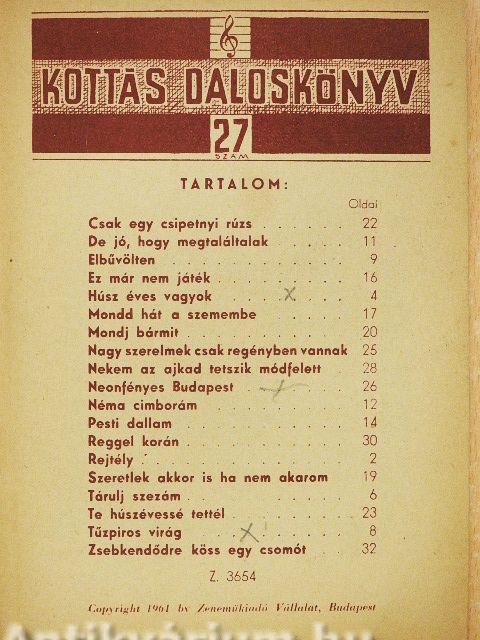 KOTTÁS DALOSKÖNYV
27
SZÁM
TARTALOM:
Oldal
Csak egy csipetnyi rúzs . . . . . . 22
De jó, hogy megtaláltalak . . . . 11
Elbűvölten . . . . . . . . . . 9
Ez már nem játék . . . . . . . . 16
Húsz éves vagyok . . . . . . . 4
Mondd hát a szemembe . . . . 17
Mondj bármit . . . . . . . . . 20
Nagy szerelmek csak regényben vannak 25
Nekem az ajkad tetszik módfelett . . 28
Neonfényes Budapest . . . . . . 26
Néma cimborám . . . . . . . . 12
Pesti dallam . . . . . . . . . 14
Reggel korán . . . . . . . . . 30
Rejtély . . . . . . . . . . . 2
Szeretlek akkor is ha nem akarom . 19
Tárulj szezám . . . . . . . . . 6
Te húszévessé tettél . . . . . . 23
Tűzpiros virág . . . . . . . . 8
Zsebkendődre köss egy csomót . . 32
Z. 3654
Copyright 1961 by Zeneműkiadó Vállalat, Budapest
Antikvárium.hu